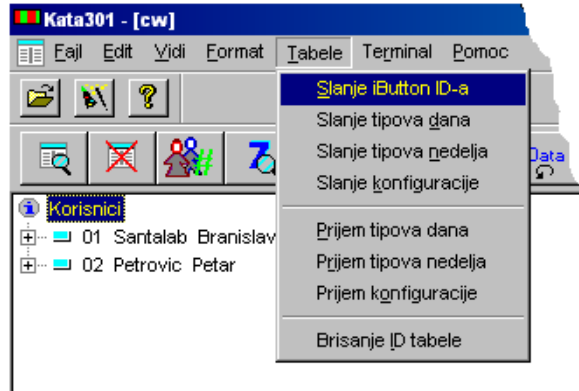 Kata301 - [cw]
Fajl Edit Vidi Format Tabele Terminal Pomoc
Slanje iButton ID-a
Slanje tipova dana
Slanje tipova nedelja
Slanje konfiguracije
Prijem tipova dana
Prijem tipova nedelja
Prijem konfiguracije
Brisanje ID tabele
Data
Korisnici
01 Santalab Branislav
02 Petrovic Petar